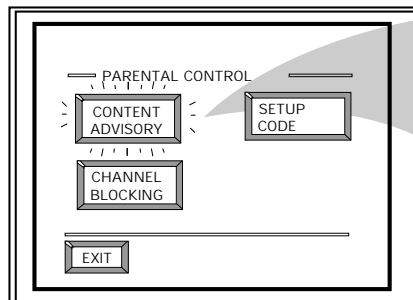 PARENTAL CONTROL
CONTENT
ADVISORY
SETUP
CODE
CHANNEL
BLOCKING
EXIT